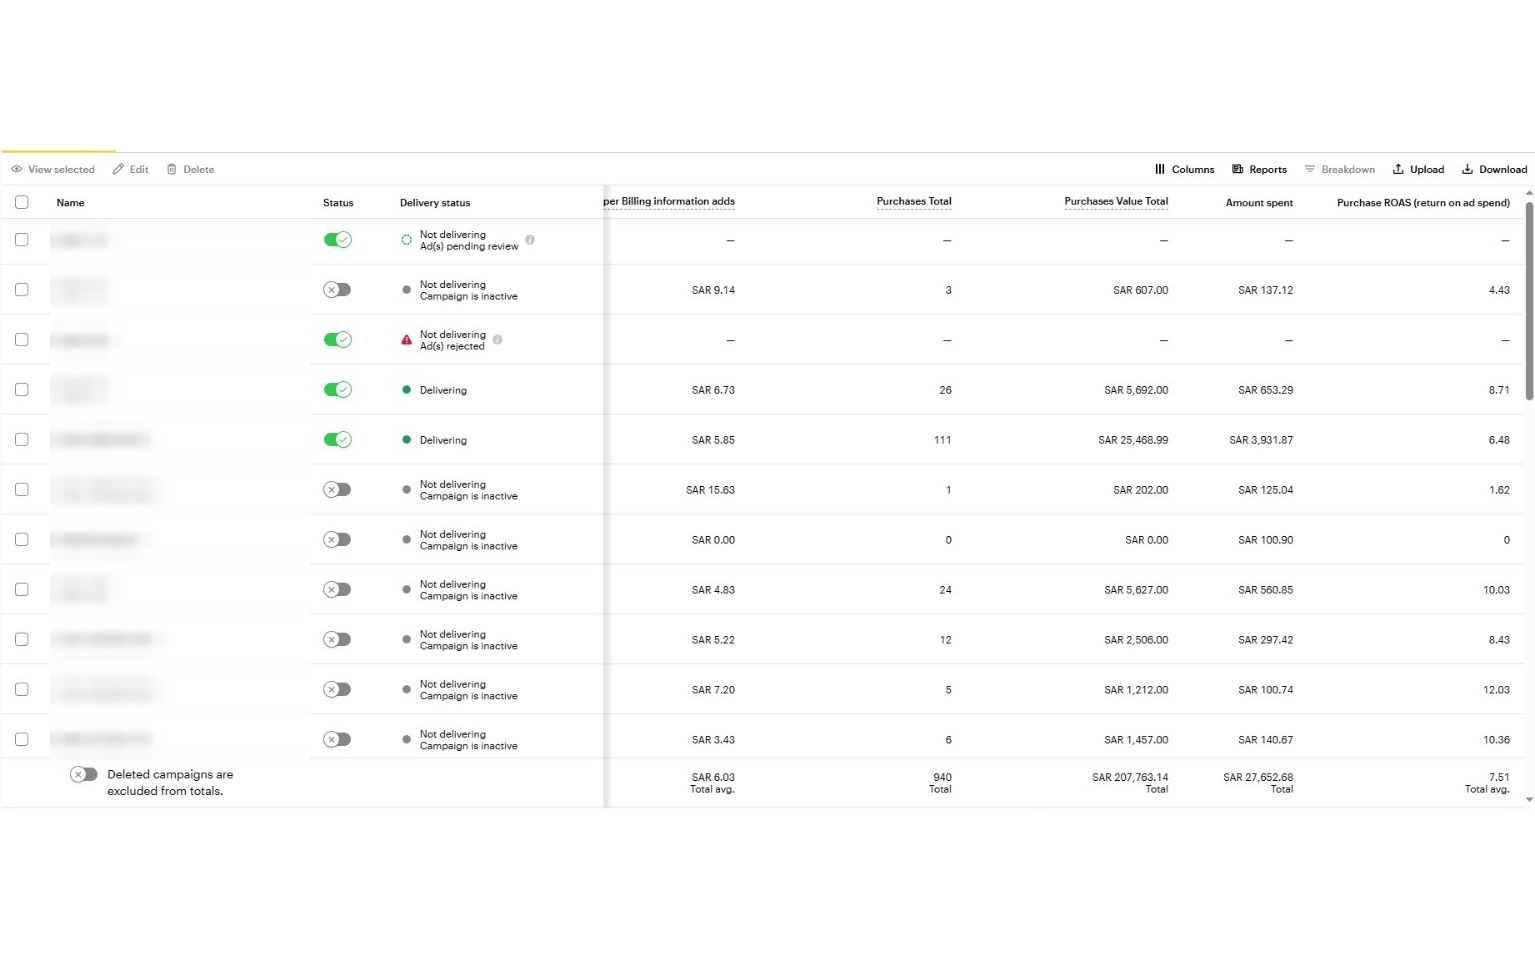 View selected Edit Delete Columns Reports Breakdown Upload Download
Name Status Delivery status per Billing information adds Purchases Total Purchases Value Total Amount spent Purchase ROAS (return on ad spend)
Not delivering
Ad(s) pending review — — — — —
Not delivering
Campaign is inactive SAR 9.14 3 SAR 607.00 SAR 137.12 4.43
Not delivering
Ad(s) rejected — — — — —
Delivering SAR 6.73 26 SAR 5,692.00 SAR 653.29 8.71
Delivering SAR 5.85 111 SAR 25,468.99 SAR 3,931.87 6.48
Not delivering
Campaign is inactive SAR 15.63 1 SAR 202.00 SAR 125.04 1.62
Not delivering
Campaign is inactive SAR 0.00 0 SAR 0.00 SAR 100.90 0
Not delivering
Campaign is inactive SAR 4.83 24 SAR 5,627.00 SAR 560.85 10.03
Not delivering
Campaign is inactive SAR 5.22 12 SAR 2,506.00 SAR 297.42 8.43
Not delivering
Campaign is inactive SAR 7.20 5 SAR 1,212.00 SAR 100.74 12.03
Not delivering
Campaign is inactive SAR 3.43 6 SAR 1,457.00 SAR 140.67 10.36
Deleted campaigns are
excluded from totals.
SAR 6.03 940 SAR 207,763.14 SAR 27,652.68 7.51
Total avg. Total Total Total Total avg.